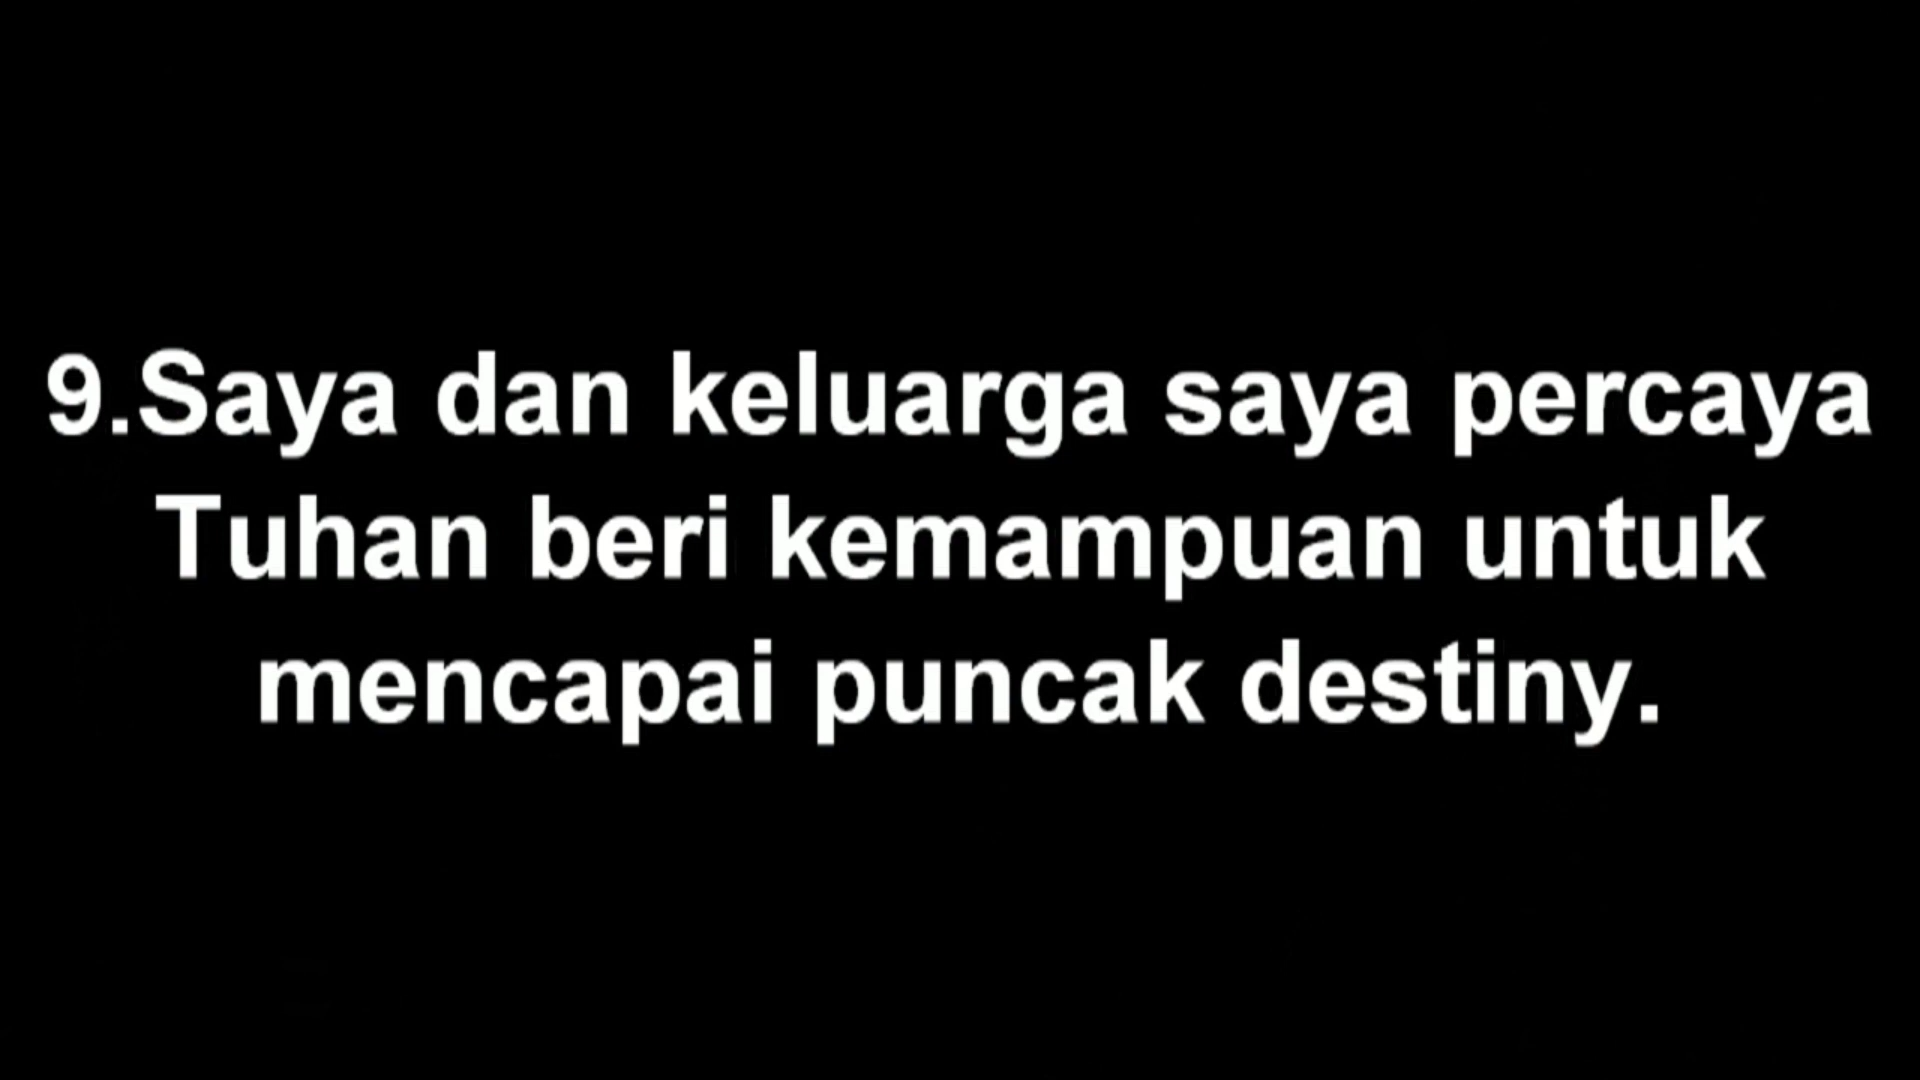 9.Saya dan keluarga saya percaya
Tuhan beri kemampuan untuk
mencapai puncak destiny.